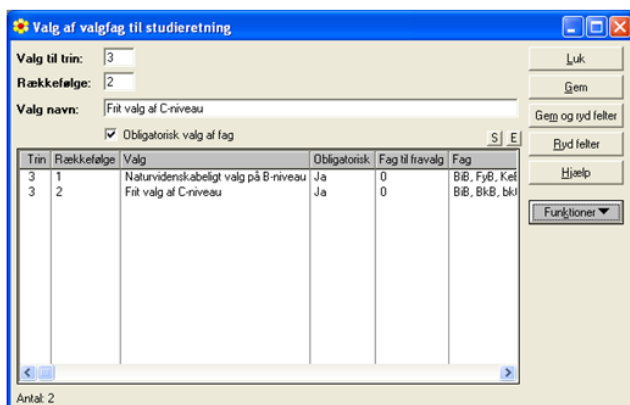 Valg af valgfag til studieretning
Valg til trin: 3
Rækkefølge: 2
Valg navn: Frit valg af C-niveau
Obligatorisk valg af fag
S E
Trin Rækkefølge Valg Obligatorisk Fag til fravalg Fag
3 1 Naturvidenskabeligt valg på B-niveau Ja 0 BiB, FyB, KeB
3 2 Frit valg af C-niveau Ja 0 BiB, BkB,
Antal: 2
Luk
Gem
Gem og ryd felter
Ryd felter
Hjælp
Funktioner